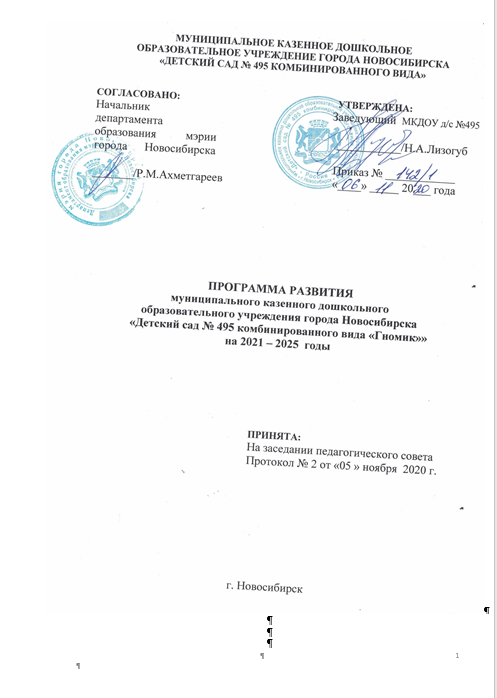 МУНИЦИПАЛЬНОЕ КАЗЕННОЕ ДОШКОЛЬНОЕ
ОБРАЗОВАТЕЛЬНОЕ УЧРЕЖДЕНИЕ ГОРОДА НОВОСИБИРСКА
«ДЕТСКИЙ САД № 495 КОМБИНИРОВАННОГО ВИДА»
СОГЛАСОВАНО:
Начальник
департамента
образования мэрии
города Новосибирска
/Р.М.Ахметгареев
УТВЕРЖДЕНА:
Заведующий МКДОУ д/с №495
/Н.А.Лизогуб
Приказ № 142/1
«06» 11 2020 года
ПРОГРАММА РАЗВИТИЯ
муниципального казенного дошкольного
образовательного учреждения города Новосибирска
«Детский сад № 495 комбинированного вида «Гномик»»
на 2021 – 2025 годы
ПРИНЯТА:
На заседании педагогического совета
Протокол № 2 от «05 » ноября 2020 г.
г. Новосибирск
¶
¶
¶
¶
¶ 1
¶